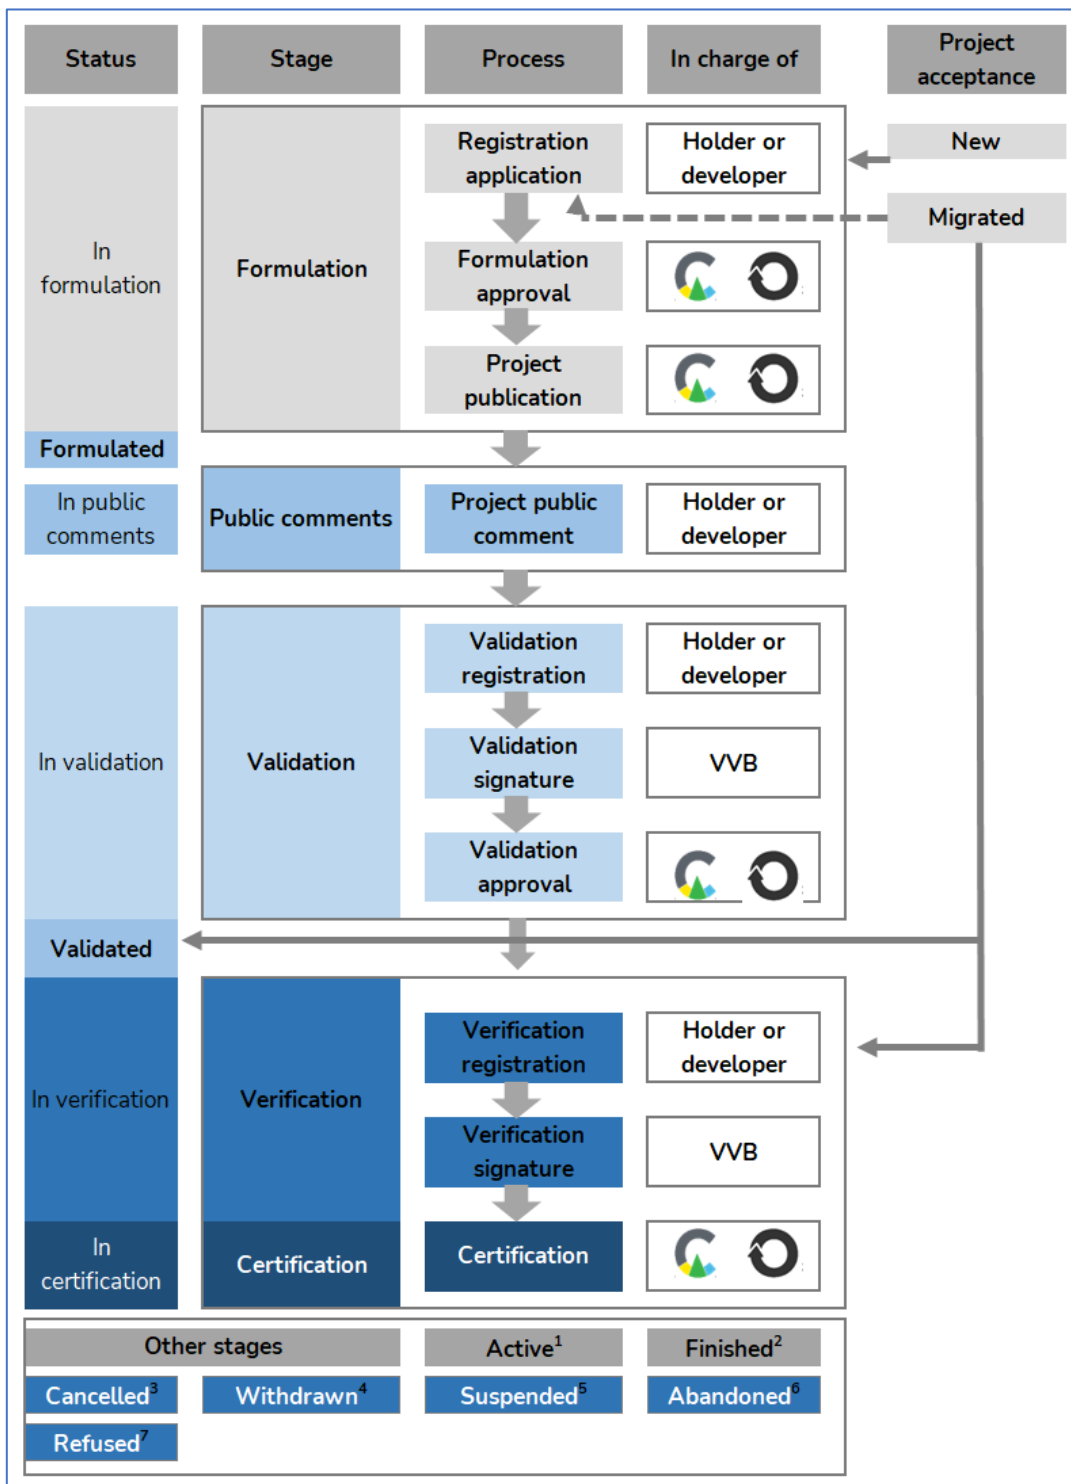 Status
Stage
Process
In charge of
Project
acceptance
In
formulation
Formulation
Registration
application
Holder or
developer
New
Migrated
Formulation
approval
Project
publication
Formulated
In public
comments
Public comments
Project public
comment
Holder or
developer
In validation
Validation
Validation
registration
Holder or
developer
Validation
signature
VVB
Validation
approval
Validated
In verification
Verification
Verification
registration
Holder or
developer
Verification
signature
VVB
In
certification
Certification
Certification
Other stages
Active¹
Finished²
Cancelled³
Withdrawn⁴
Suspended⁵
Abandoned⁶
Refused⁷